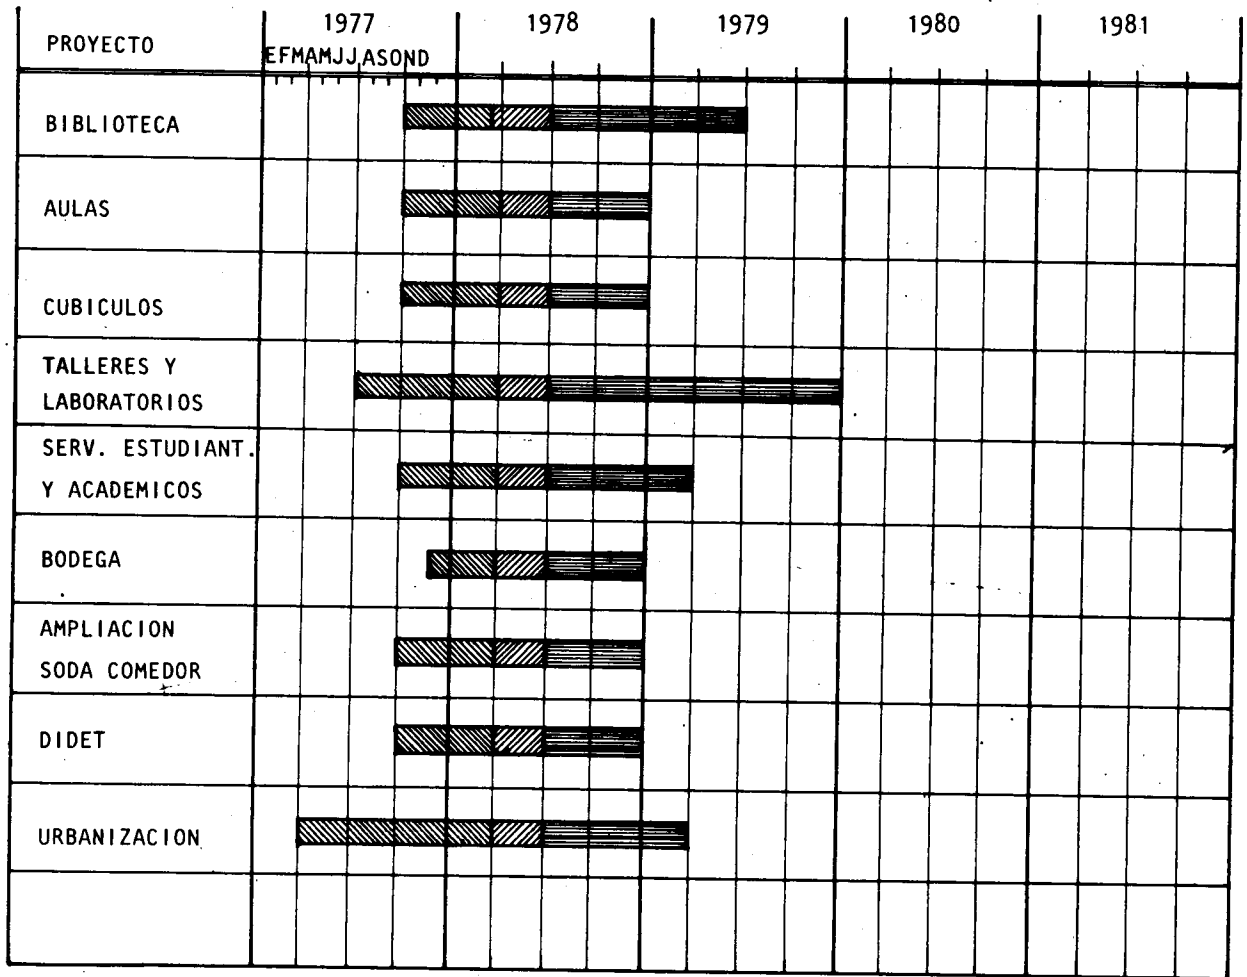 1977 1978 1979 1980 1981
PROYECTO
EFMAMJJASOND
BIBLIOTECA
AULAS
CUBICULOS
TALLERES Y
LABORATORIOS
SERV. ESTUDIANT.
Y ACADEMICOS
BODEGA
AMPLIACION
SODA COMEDOR
DIDET
URBANIZACION